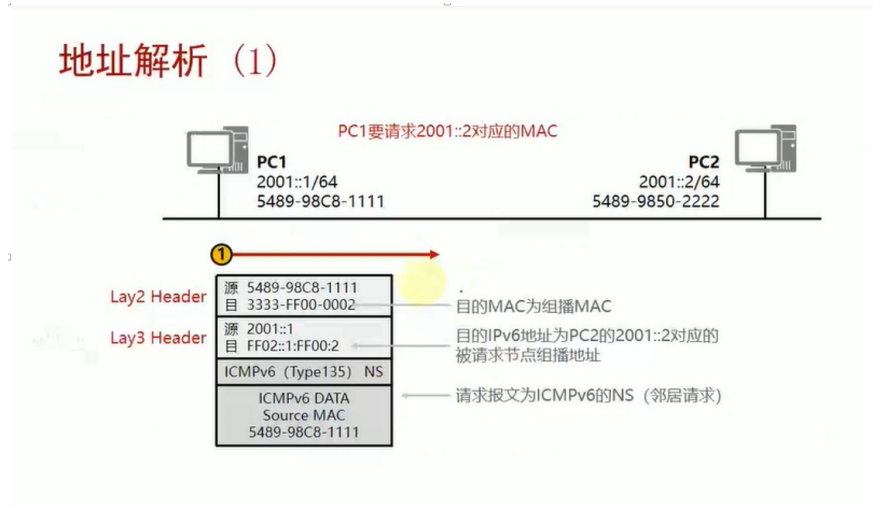 地址解析（1）
PC1要请求2001::2对应的MAC
PC1
2001::1/64
5489-98C8-1111
PC2
2001::2/64
5489-9850-2222
1
Lay2 Header
源 5489-98C8-1111
目 3333-FF00-0002
目的MAC为组播MAC
Lay3 Header
源 2001::1
目 FF02::1:FF00:2
目的IPv6地址为PC2的2001::2对应的
被请求节点组播地址
ICMPv6（Type135） NS
ICMPv6 DATA
Source MAC
5489-98C8-1111
请求报文为ICMPv6的NS（邻居请求）